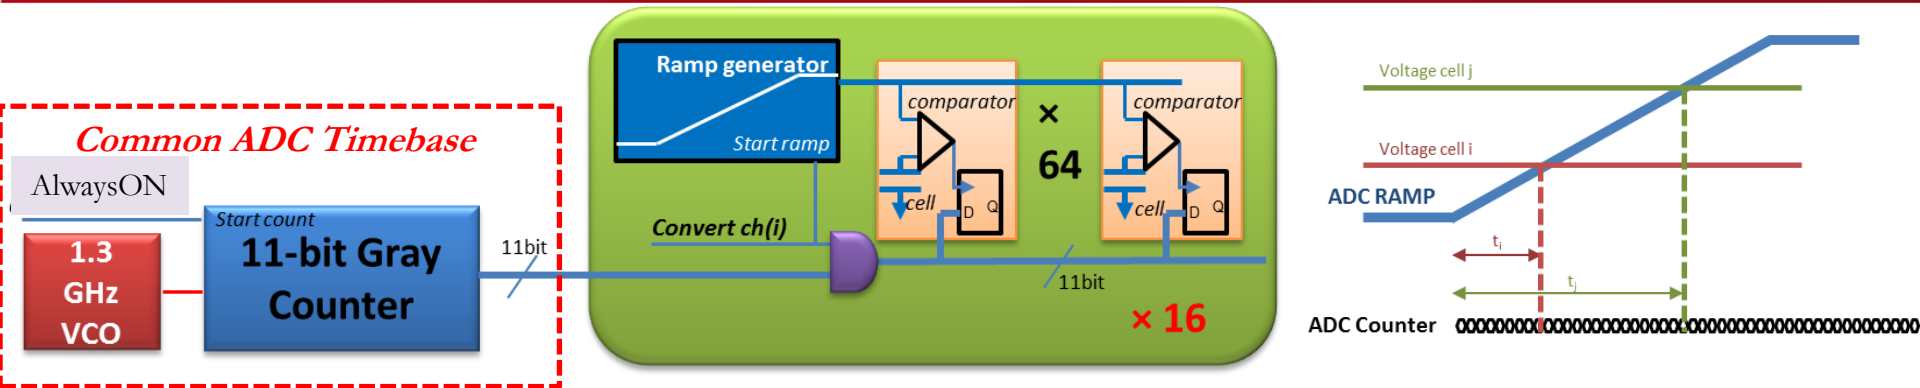 Common ADC Timebase
AlwaysON
Start count
1.3
GHz
VCO
11-bit Gray
Counter
11bit
Ramp generator
Start ramp
Convert ch(i)
comparator
cell
D Q
×
64
comparator
cell
D Q
11bit
× 16
Voltage cell j
Voltage cell i
ADC RAMP
ti
tj
ADC Counter